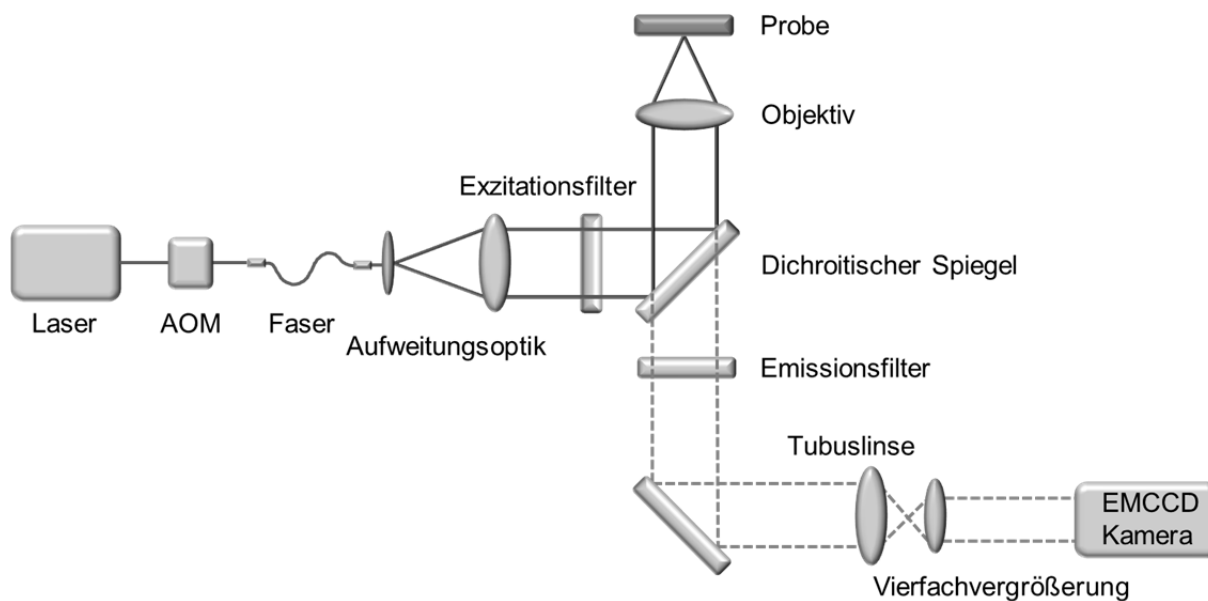 Probe
Objektiv
Exzitationsfilter
Dichroitischer Spiegel
Laser
AOM
Faser
Aufweitungsoptik
Emissionsfilter
Tubuslinse
EMCCD
Kamera
Vierfachvergrößerung